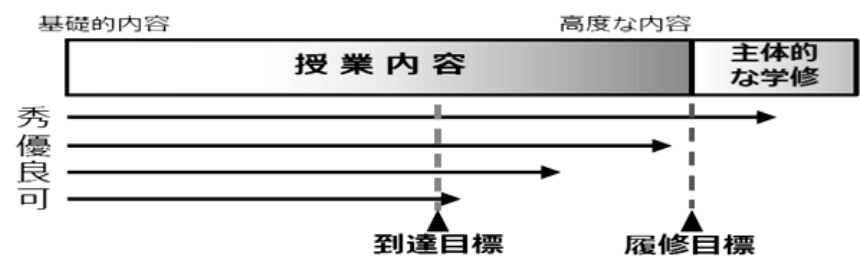 基礎的内容
高度な内容
授業内容
主体的
な学修
秀
優
良
可
到達目標
履修目標